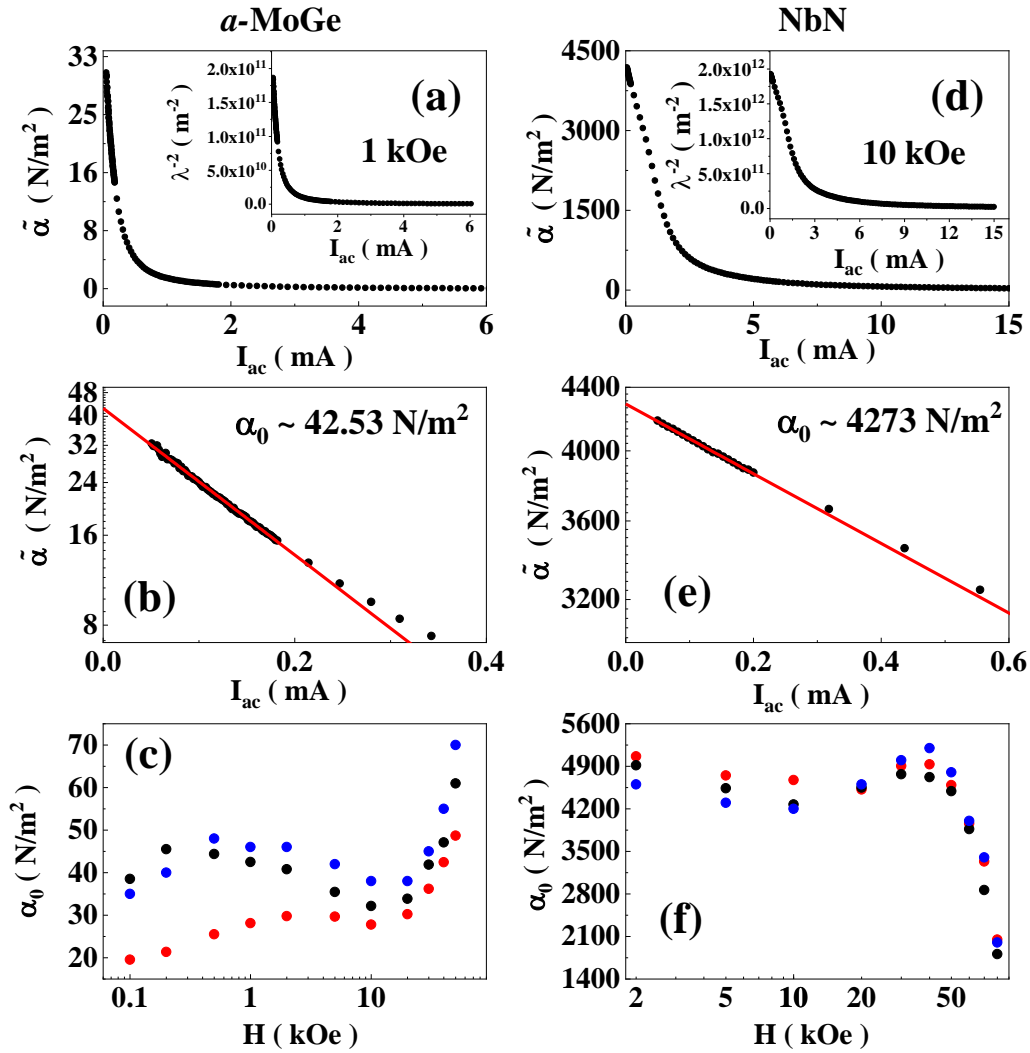 a-MoGe
NbN
33
25
16
8
0
α̃ ( N/m²)
0
2
4
6
I_ac ( mA )
2.0x10¹¹
1.5x10¹¹
1.0x10¹¹
5.0x10¹⁰
0.0
λ⁻² ( m⁻²)
0
2
4
6
I_ac ( mA )
(a)
1 kOe
4500
3000
1500
0
α̃ ( N/m²)
0
5
10
15
I_ac ( mA )
2.0x10¹²
1.5x10¹²
1.0x10¹²
5.0x10¹¹
0.0
λ⁻² ( m⁻²)
0
3
6
9
12
15
I_ac ( mA )
(d)
10 kOe
48
40
32
24
16
8
α̃ ( N/m²)
α₀ ~ 42.53 N/m²
(b)
0.0
0.2
0.4
I_ac ( mA )
4400
4000
3600
3200
α̃ ( N/m²)
α₀ ~ 4273 N/m²
(e)
0.0
0.2
0.4
0.6
I_ac ( mA )
70
60
50
40
30
20
α₀ ( N/m²)
(c)
0.1
1
10
H ( kOe)
5600
4900
4200
3500
2800
2100
1400
α₀ ( N/m²)
(f)
2
5
10
20
50
H ( kOe)